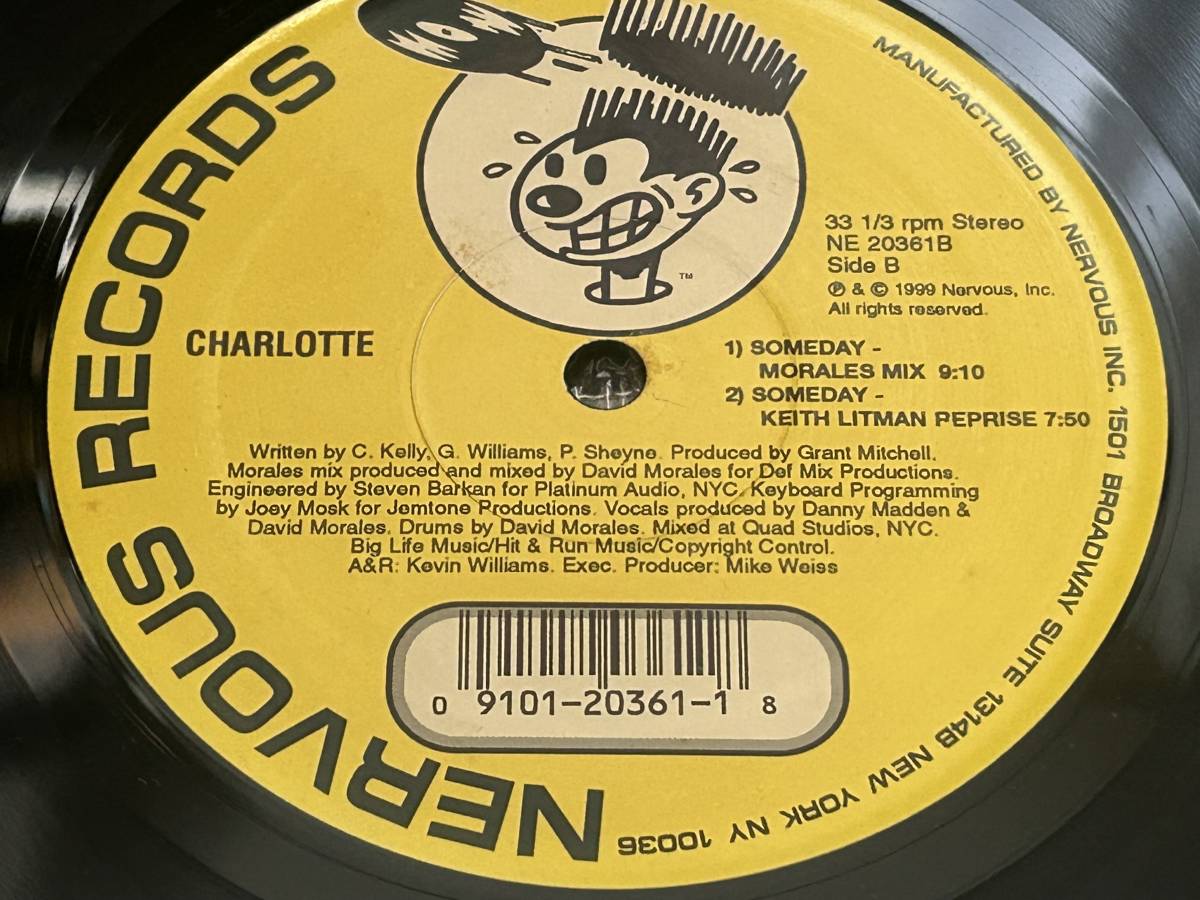 NERVOUS RECORDS
MANUFACTURED BY NERVOUS INC. 1501 BROADWAY SUITE 1314B NEW YORK NY 10036
TM
33 1/3 rpm Stereo
NE 20361B
Side B
℗ & © 1999 Nervous, Inc.
All rights reserved.
CHARLOTTE
1) SOMEDAY -
MORALES MIX 9:10
2) SOMEDAY -
KEITH LITMAN REPRISE 7:50
Written by C. Kelly, G. Williams, P. Sheyne. Produced by Grant Mitchell.
Morales mix produced and mixed by David Morales for Def Mix Productions.
Engineered by Steven Barkan for Platinum Audio, NYC. Keyboard Programming
by Joey Mosk for Jemtone Productions. Vocals produced by Danny Madden &
David Morales. Drums by David Morales. Mixed at Quad Studios, NYC.
Big Life Music/Hit & Run Music/Copyright Control.
A&R: Kevin Williams. Exec. Producer: Mike Weiss
0 9101-20361-1 8